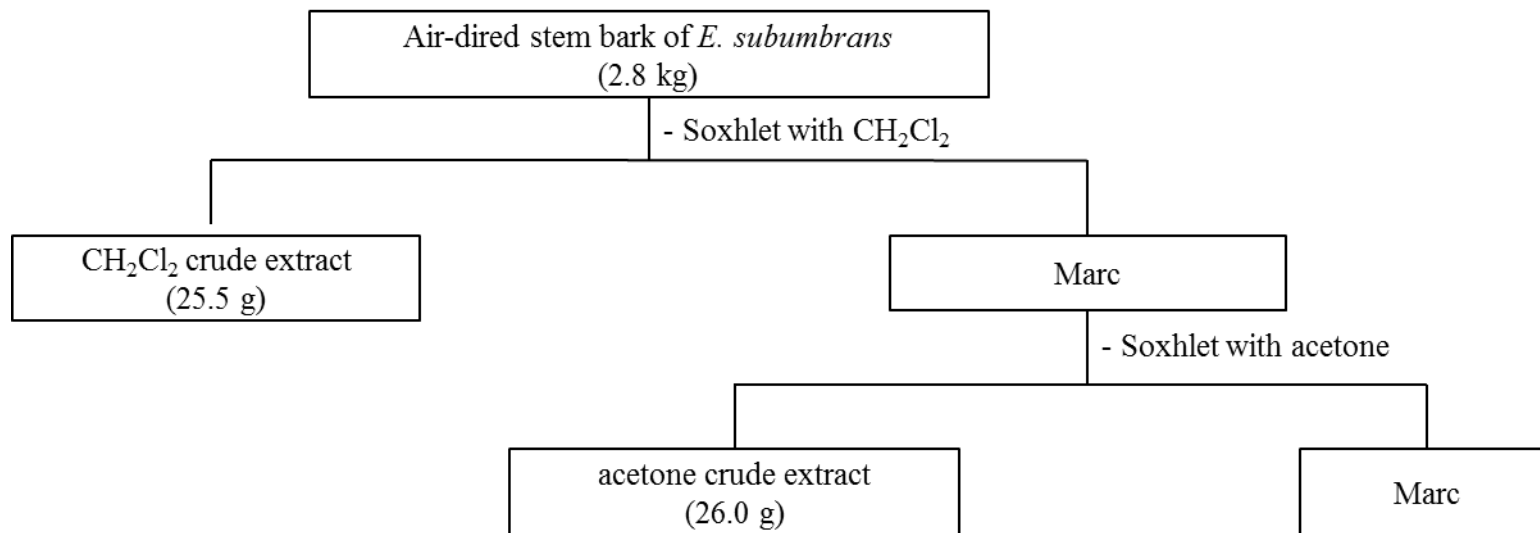 Air-dired stem bark of E. subumbrans
(2.8 kg)
- Soxhlet with CH₂Cl₂
CH₂Cl₂ crude extract
(25.5 g)
Marc
- Soxhlet with acetone
acetone crude extract
(26.0 g)
Marc